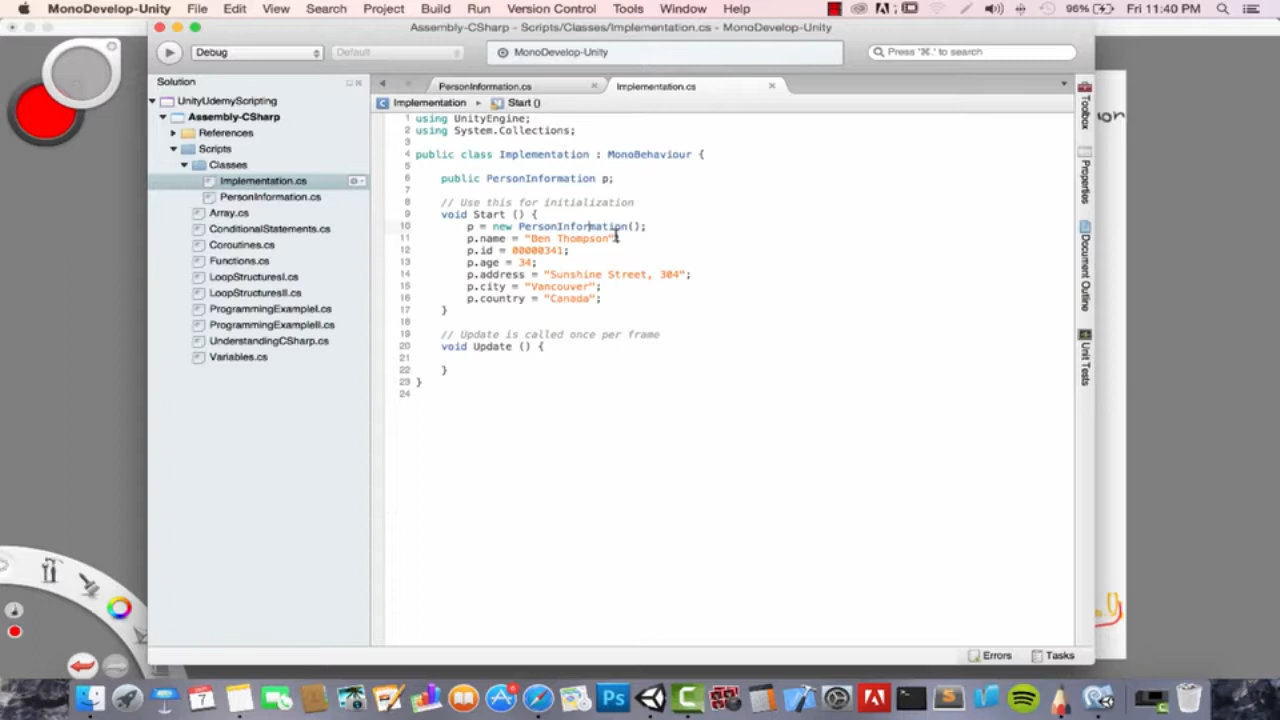 MonoDevelop-Unity File Edit View Search Project Build Run Version Control Tools Window Help 96% Fri 11:40 PM
Assembly-CSharp - Scripts/Classes/Implementation.cs - MonoDevelop-Unity
Debug Default MonoDevelop-Unity Press '⌘.' to search
Solution
UnityUdemyScripting
Assembly-CSharp
References
Scripts
Classes
Implementation.cs
PersonInformation.cs
Array.cs
ConditionalStatements.cs
Coroutines.cs
Functions.cs
LoopStructuresI.cs
LoopStructuresII.cs
ProgrammingExampleI.cs
ProgrammingExampleII.cs
UnderstandingCSharp.cs
Variables.cs
PersonInformation.cs Implementation.cs
Implementation Start ()
1 using UnityEngine;
2 using System.Collections;
3
4 public class Implementation : MonoBehaviour {
5
6 public PersonInformation p;
7
8 // Use this for initialization
9 void Start () {
10 p = new PersonInformation();
11 p.name = "Ben Thompson";
12 p.id = 00000341;
13 p.age = 34;
14 p.address = "Sunshine Street, 304";
15 p.city = "Vancouver";
16 p.country = "Canada";
17 }
18
19 // Update is called once per frame
20 void Update () {
21
22 }
23 }
24
Toolbox
Properties
Document Outline
Unit Tests
on
Errors Tasks
7
Ps